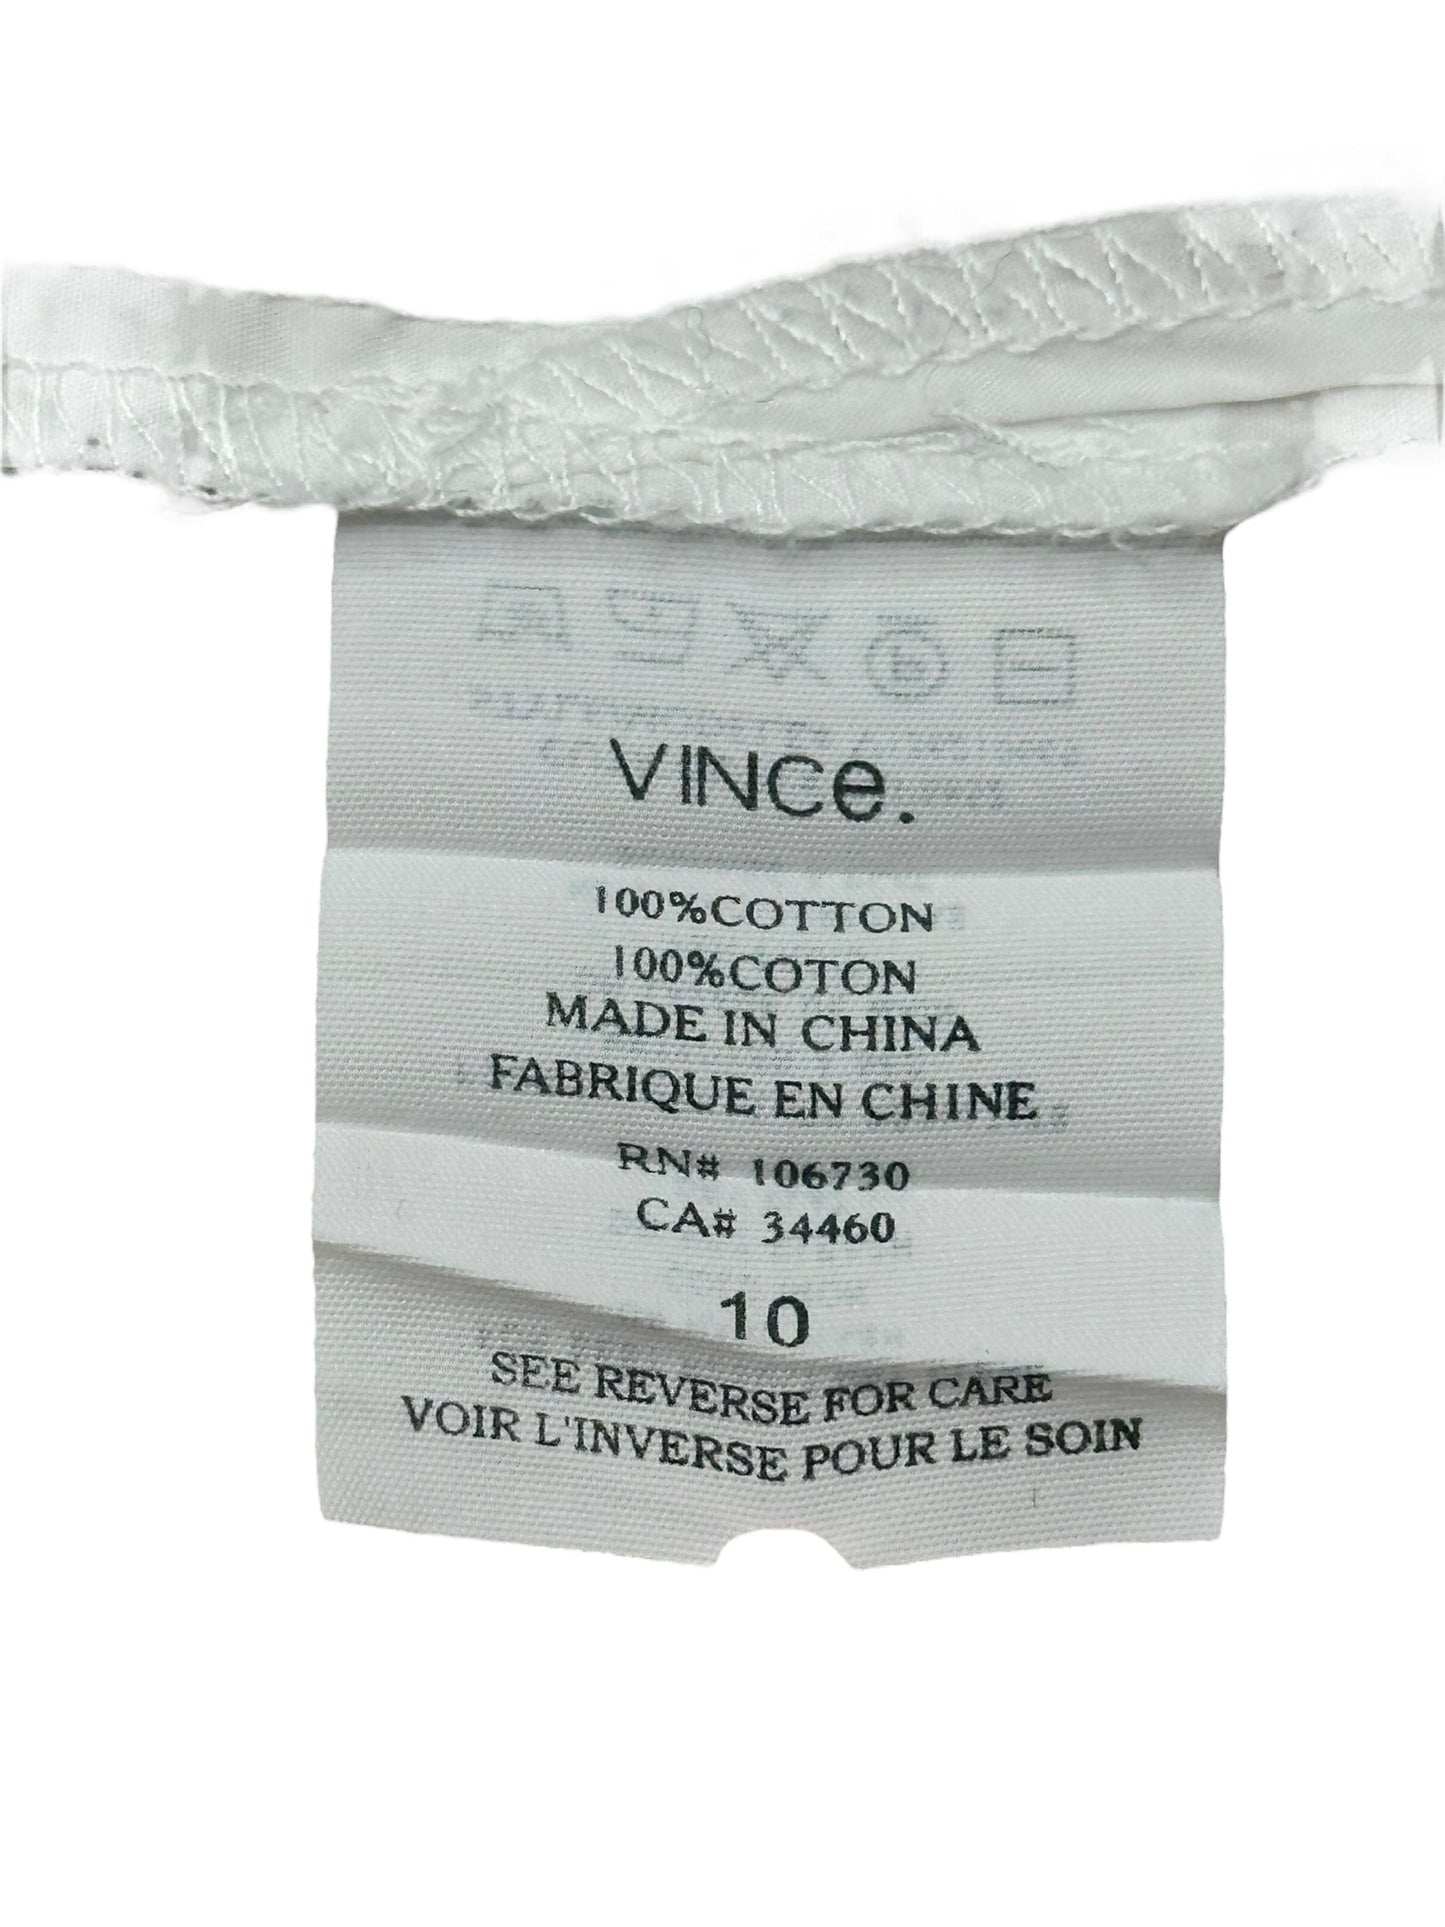 VINCe.
100%COTTON
100%COTON
MADE IN CHINA
FABRIQUE EN CHINE
RN# 106730
CA# 34460
10
SEE REVERSE FOR CARE
VOIR L'INVERSE POUR LE SOIN